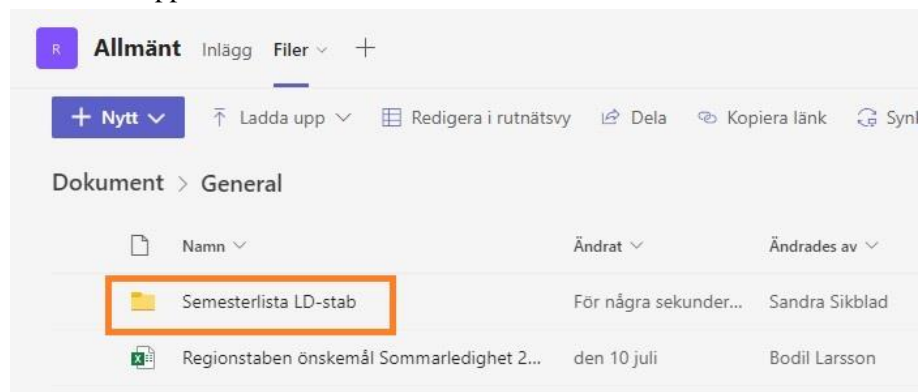 R Allmänt Inlägg Filer
Nytt Ladda upp Redigera i rutnätsvy Dela Kopiera länk
Dokument > General
Namn Ändrat Ändrades av
Semesterlista LD-stab För några sekunder... Sandra Sikblad
Regionstaben önskemål Sommarledighet 2... den 10 juli Bodil Larsson